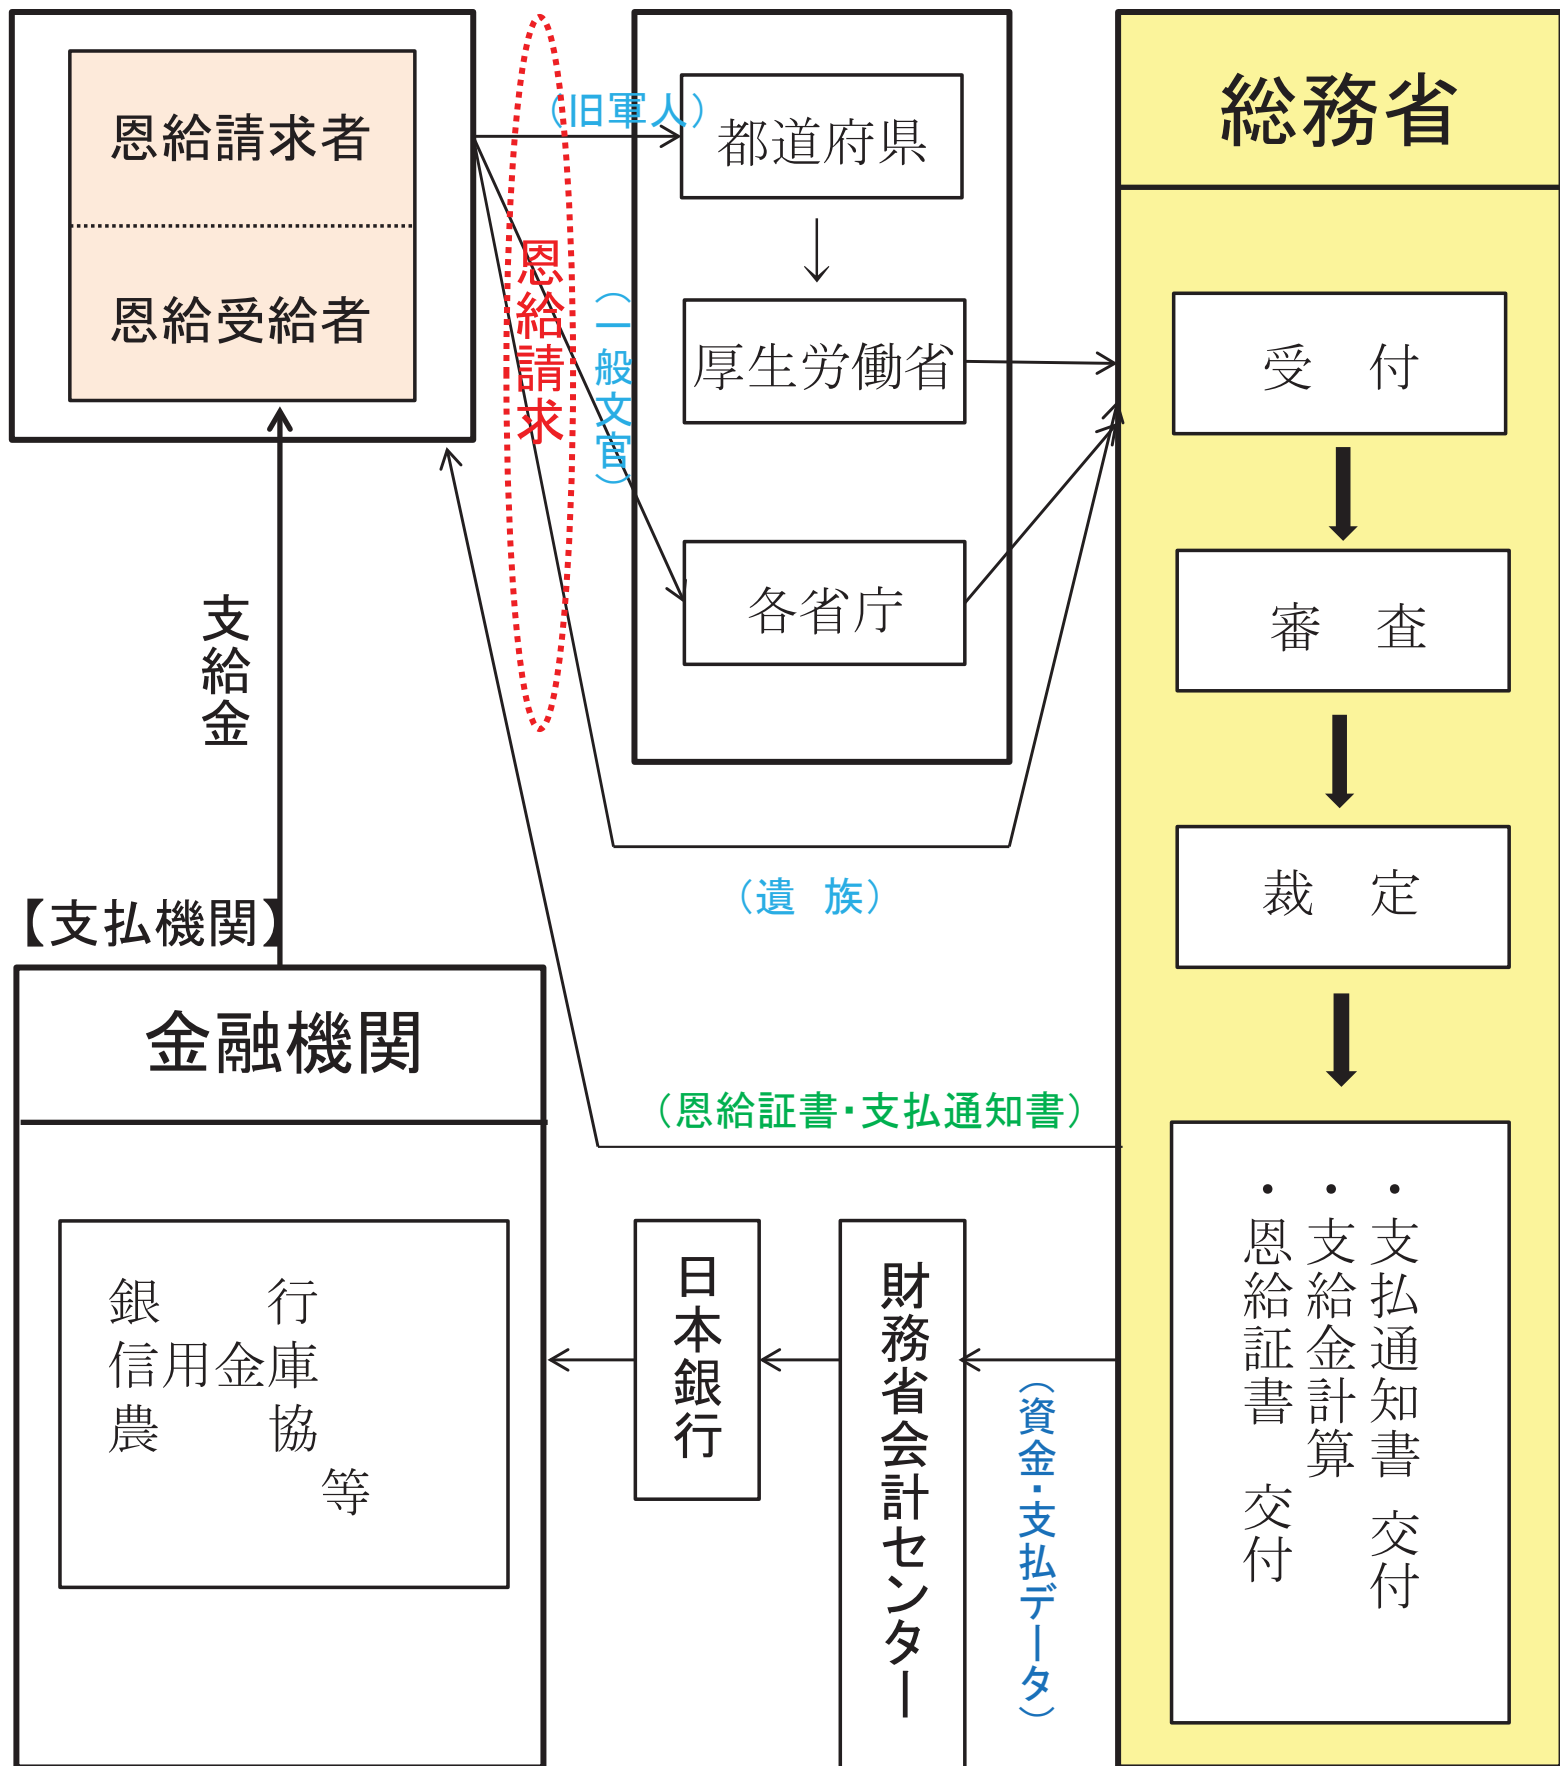 恩給請求者
恩給受給者
恩給請求
（旧軍人）
（一般文官）
（遺　族）
都道府県
厚生労働省
各省庁
総務省
受　付
審　査
裁　定
・支払通知書　交付
・支給金計算
・恩給証書　交付
（恩給証書・支払通知書）
（資金・支払データ）
財務省会計センター
日本銀行
支給金
【支払機関】
金融機関
銀　　行
信用金庫
農　　協
等